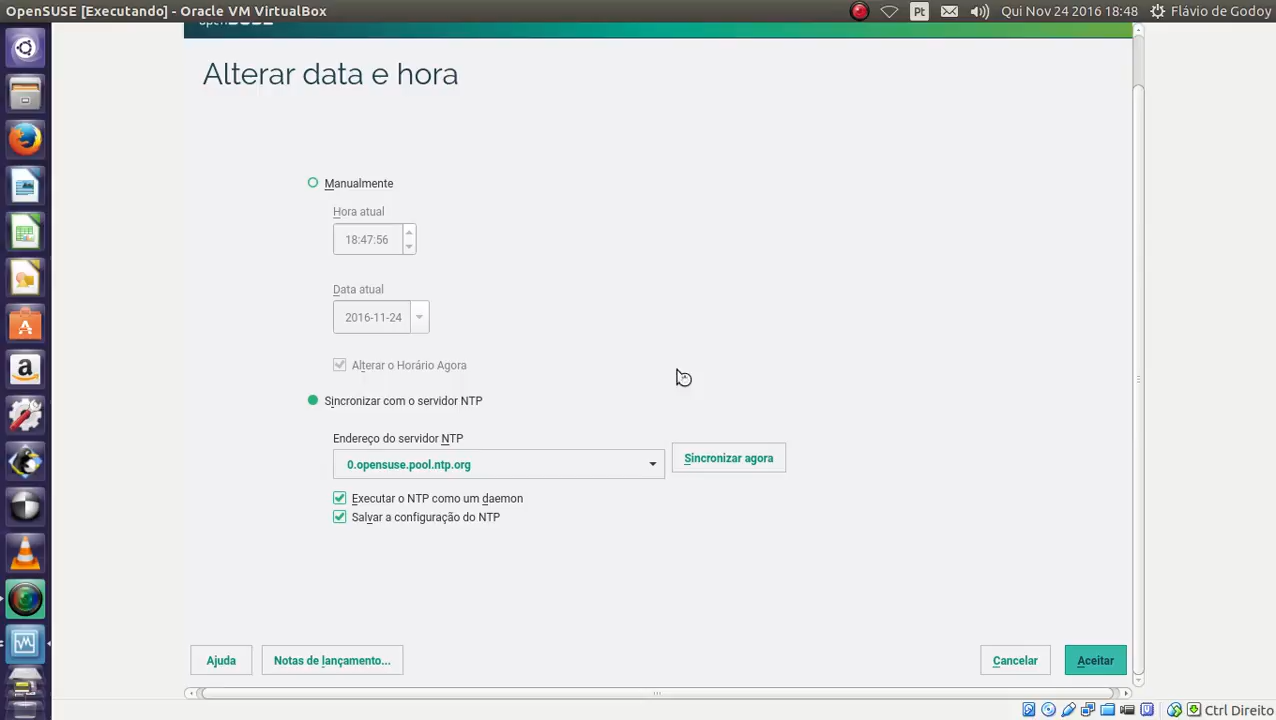 OpenSUSE [Executando] - Oracle VM VirtualBox
Pt
Qui Nov 24 2016 18:48
Flávio de Godoy
openSUSE
Alterar data e hora
Manualmente
Hora atual
18:47:56
Data atual
2016-11-24
Alterar o Horário Agora
Sincronizar com o servidor NTP
Endereço do servidor NTP
0.opensuse.pool.ntp.org
Sincronizar agora
Executar o NTP como um daemon
Salvar a configuração do NTP
Ajuda
Notas de lançamento...
Cancelar
Aceitar
Ctrl Direito